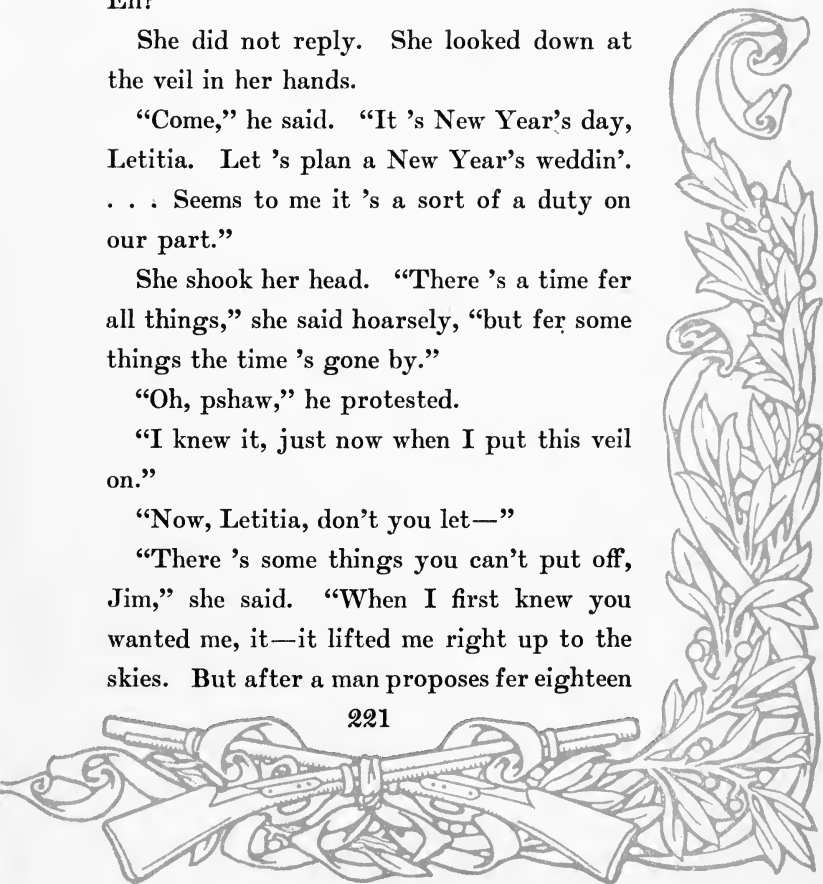 She did not reply. She looked down at
the veil in her hands.
“Come,” he said. “It ’s New Year’s day,
Letitia. Let ’s plan a New Year’s weddin’.
. . . Seems to me it ’s a sort of a duty on
our part.”
She shook her head. “There ’s a time fer
all things,” she said hoarsely, “but fer some
things the time ’s gone by.”
“Oh, pshaw,” he protested.
“I knew it, just now when I put this veil
on.”
“Now, Letitia, don’t you let—”
“There ’s some things you can’t put off,
Jim,” she said. “When I first knew you
wanted me, it—it lifted me right up to the
skies. But after a man proposes fer eighteen
221